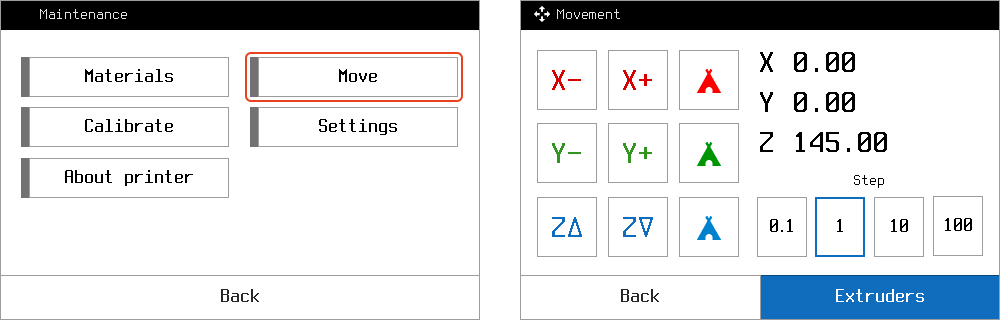 Maintenance
Materials
Move
Calibrate
Settings
About printer
Back
Movement
X-
X+
X 0.00
Y 0.00
Y-
Y+
Z 145.00
Step
Z∆
Z∇
0.1
1
10
100
Back
Extruders